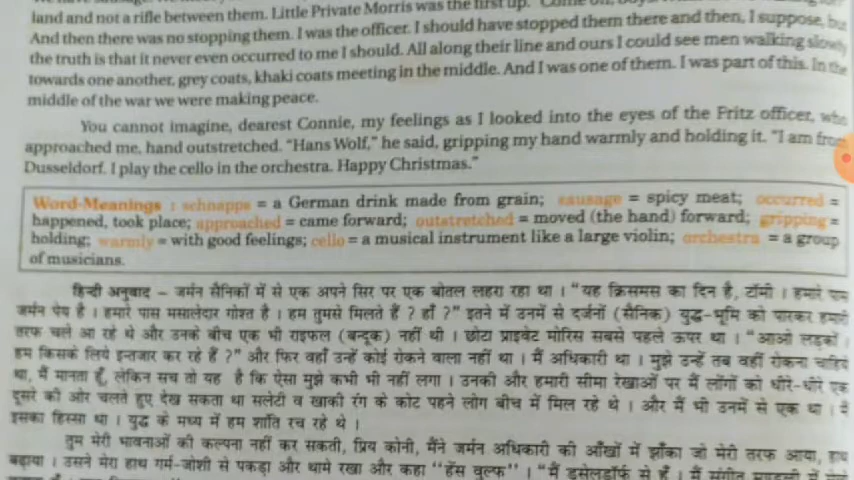 land and not a rifle between them. Little Private Morris was the first up.
And then there was no stopping them. I was the officer. I should have stopped them there and then, I suppose, but
the truth is that it never even occurred to me I should. All along their line and ours I could see men walking slowly
towards one another, grey coats, khaki coats meeting in the middle. And I was one of them. I was part of this. In the
middle of the war we were making peace.
You cannot imagine, dearest Connie, my feelings as I looked into the eyes of the Fritz officer, who
approached me, hand outstretched. “Hans Wolf,” he said, gripping my hand warmly and holding it. “I am from
Dusseldorf. I play the cello in the orchestra. Happy Christmas.”
Word-Meanings : schnapps = a German drink made from grain; sausage = spicy meat; occurred =
happened, took place; approached = came forward; outstretched = moved (the hand) forward; gripping =
holding; warmly = with good feelings; cello = a musical instrument like a large violin; orchestra = a group
of musicians.
हिन्दी अनुवाद – जर्मन सैनिकों में से एक अपने सिर पर एक बोतल लहरा रहा था । “यह क्रिसमस का दिन है, टॉमी । हमारे पास
जर्मन पेय है । हमारे पास मसालेदार गोश्त है । हम तुमसे मिलते हैं ? हाँ ?” इतने में उनमें से दर्जनों (सैनिक) युद्ध-भूमि को पारकर हमारी
तरफ चले आ रहे थे और उनके बीच एक भी राइफल (बन्दूक) नहीं थी । छोटा प्राइवेट मोरिस सबसे पहले ऊपर था । “आओ लड़कों ।
हम किसके लिये इन्तजार कर रहे हैं ?” और फिर वहाँ उन्हें कोई रोकने वाला नहीं था । मैं अधिकारी था । मुझे उन्हें तब वहीं रोकना चाहिये
था, मैं मानता हूँ, लेकिन सच तो यह है कि ऐसा मुझे कभी भी नहीं लगा । उनकी और हमारी सीमा रेखाओं पर मैं लोगों को धीरे-धीरे एक
दूसरे की ओर चलते हुए देख सकता था सलेटी व खाकी रंग के कोट पहने लोग बीच में मिल रहे थे । और मैं भी उनमें से एक था । मैं
इसका हिस्सा था । युद्ध के मध्य में हम शांति रच रहे थे ।
तुम मेरी भावनाओं की कल्पना नहीं कर सकती, प्रिय कोनी, मैंने जर्मन अधिकारी की आँखों में झाँका जो मेरी तरफ आया, हाथ
बढ़ाया । उसने मेरा हाथ गर्म-जोशी से पकड़ा और थामे रखा और कहा “हेंस वुल्फ” । “मैं डुसेलडॉर्फ से हूँ । मैं संगीत मण्डली में